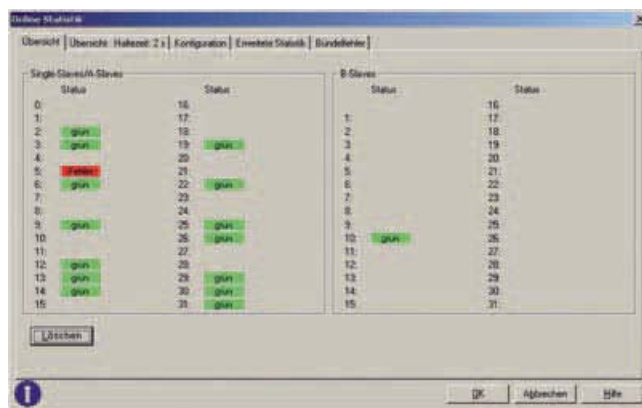 Online Statistik
Übersicht Übersicht: Haltezeit: 2 s Konfiguration Erweiterte Statistik Bündelfehler
Single-Slaves/A-Slaves
Status Status
0: 16:
1: 17:
2: grün 18:
3: grün 19: grün
4: 20:
5: Fehler 21:
6: grün 22: grün
7: 23:
8: 24:
9: grün 25: grün
10: 26: grün
11: 27:
12: grün 28:
13: grün 29: grün
14: grün 30: grün
15: 31: grün
B-Slaves
Status Status
16:
1: 17:
2: 18:
3: 19:
4: 20:
5: 21:
6: 22:
7: 23:
8: 24:
9: 25:
10: grün 26:
11: 27:
12: 28:
13: 29:
14: 30:
15: 31:
Löschen
OK Abbrechen Hilfe